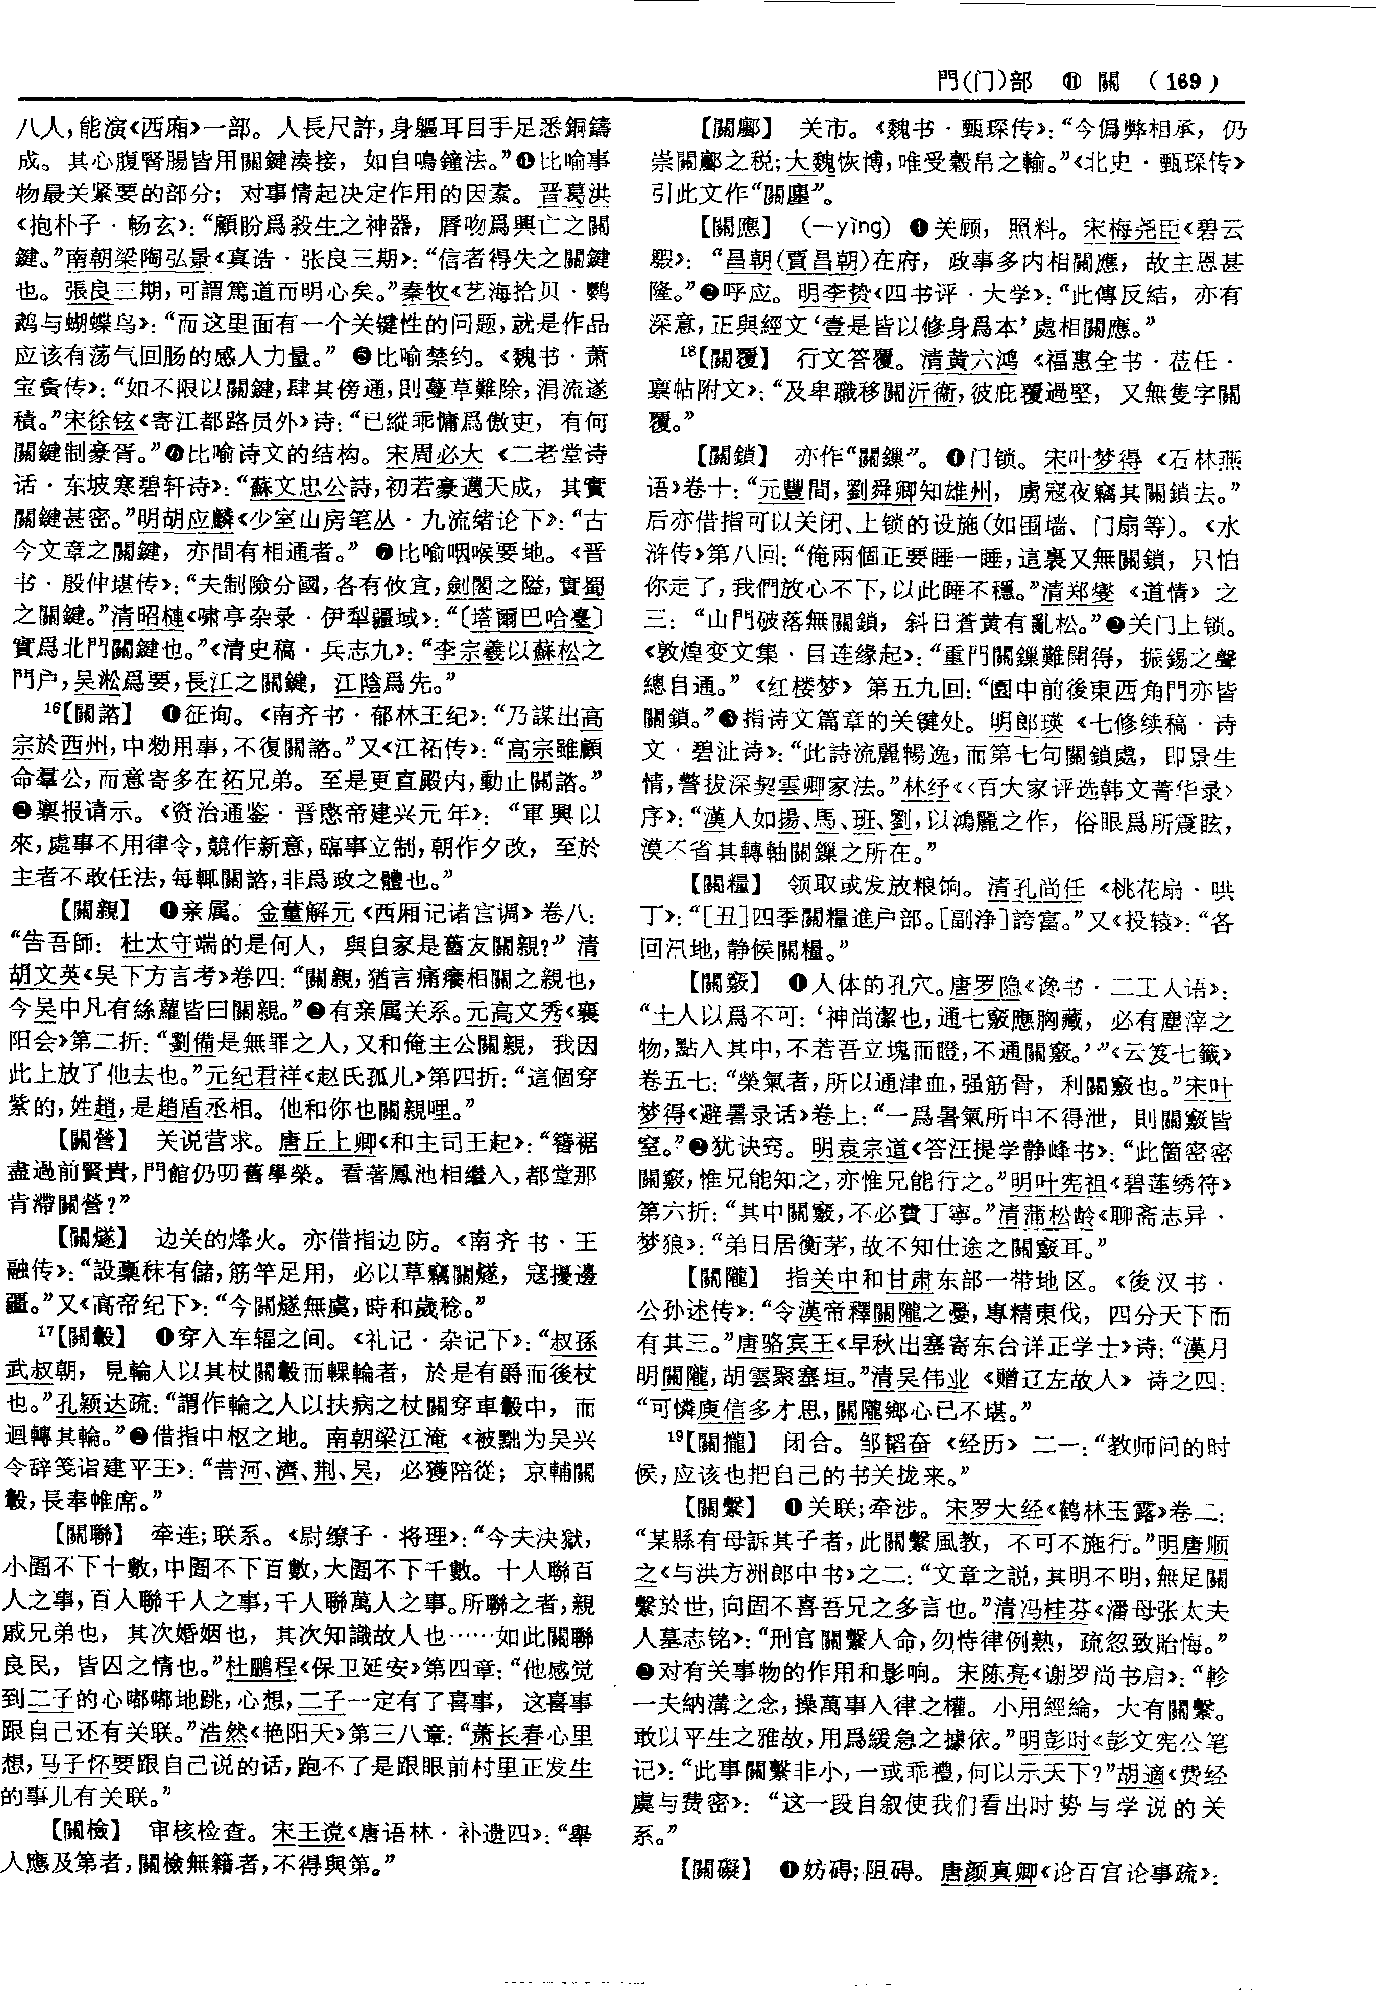 門(门)部 ⑪ 關 (169)
八人,能演《西厢》一部。人長尺許,身軀耳目手足悉銅鑄
成。其心腹腎腸皆用關鍵湊接,如自鳴鐘法。”❹比喻事
物最关紧要的部分;对事情起决定作用的因素。晋葛洪
《抱朴子·畅玄》:“顧盼爲殺生之神器,脣吻爲興亡之關
鍵。”南朝梁陶弘景《真诰·张良三期》:“信者得失之關鍵
也。張良三期,可謂篤道而明心矣。”秦牧《艺海拾贝·鹦
鹉与蝴蝶鸟》:“而这里面有一个关键性的问题,就是作品
应该有荡气回肠的感人力量。”❺比喻禁约。《魏书·萧
宝夤传》:“如不限以關鍵,肆其傍通,則蔓草難除,涓流遂
積。”宋徐铉《寄江都路员外》诗:“已縱乖慵爲傲吏,有何
關鍵制豪胥。”❻比喻诗文的结构。宋周必大《二老堂诗
话·东坡寒碧轩诗》:“蘇文忠公詩,初若豪邁天成,其實
關鍵甚密。”明胡应麟《少室山房笔丛·九流绪论下》:“古
今文章之關鍵,亦間有相通者。”❼比喻咽喉要地。《晋
书·殷仲堪传》:“夫制險分國,各有攸宜,劍閣之隘,實蜀
之關鍵。”清昭槤《啸亭杂录·伊犁疆域》:“〔塔爾巴哈臺〕
實爲北門關鍵也。”《清史稿·兵志九》:“李宗羲以蘇松之
門户,吴淞爲要,長江之關鍵,江陰爲先。”
16【關諮】 ❶征询。《南齐书·郁林王纪》:“乃謀出高
宗於西州,中勑用事,不復關諮。”又《江祏传》:“高宗雖顧
命羣公,而意寄多在祏兄弟。至是更直殿内,動止關諮。”
❷禀报请示。《资治通鉴·晋愍帝建兴元年》:“軍興以
來,處事不用律令,競作新意,臨事立制,朝作夕改,至於
主者不敢任法,每輒關諮,非爲政之體也。”
【關親】 ❶亲属。金董解元《西厢记诸宫调》卷八:
“告吾師:杜太守端的是何人,與自家是舊友關親?”清
胡文英《吴下方言考》卷四:“關親,猶言痛癢相關之親也,
今吴中凡有絲蘿皆曰關親。”❷有亲属关系。元高文秀《襄
阳会》第二折:“劉備是無罪之人,又和俺主公關親,我因
此上放了他去也。”元纪君祥《赵氏孤儿》第四折:“這個穿
紫的,姓趙,是趙盾丞相。他和你也關親哩。”
【關營】 关说营求。唐丘上卿《和主司王起》:“簪裾
盡過前賢貴,門館仍叨舊學榮。看著鳳池相繼入,都堂那
肯滯關營?”
【關燧】 边关的烽火。亦借指边防。《南齐书·王
融传》:“設稾秣有儲,筋竿足用,必以草竊關燧,寇擾邊
疆。”又《高帝纪下》:“今關燧無虞,時和歲稔。”
17【關轂】 ❶穿入车辐之间。《礼记·杂记下》:“叔孫
武叔朝,見輪人以其杖關轂而輠輪者,於是有爵而後杖
也。”孔颖达疏:“謂作輪之人以扶病之杖關穿車轂中,而
迴轉其輪。”❷借指中枢之地。南朝梁江淹《被黜为吴兴
令辞笺诣建平王》:“昔河、濟、荆、吴,必獲陪從;京輔關
轂,長奉帷席。”
【關聯】 牵连;联系。《尉缭子·将理》:“今夫決獄,
小圄不下十數,中圄不下百數,大圄不下千數。十人聯百
人之事,百人聯千人之事,千人聯萬人之事。所聯之者,親
戚兄弟也,其次婚姻也,其次知識故人也……如此關聯
良民,皆囚之情也。”杜鹏程《保卫延安》第四章:“他感觉
到二子的心嘟嘟地跳,心想,二子一定有了喜事,这喜事
跟自己还有关联。”浩然《艳阳天》第三八章:“萧长春心里
想,马子怀要跟自己说的话,跑不了是跟眼前村里正发生
的事儿有关联。”
【關檢】 审核检查。宋王谠《唐语林·补遗四》:“舉
人應及第者,關檢無籍者,不得與第。”
【關鄽】 关市。《魏书·甄琛传》:“今僞弊相承,仍
崇關鄽之税;大魏恢博,唯受穀帛之輸。”《北史·甄琛传》
引此文作“關廛”。
【關應】 (—yìng) ❶关顾,照料。宋梅尧臣《碧云
騢》:“昌朝(賈昌朝)在府,政事多内相關應,故主恩甚
隆。”❷呼应。明李贽《四书评·大学》:“此傳反結,亦有
深意,正與經文‘壹是皆以修身爲本’處相關應。”
18【關覆】 行文答覆。清黄六鸿《福惠全书·莅任·
禀帖附文》:“及卑職移關沂衛,彼庇覆過堅,又無隻字關
覆。”
【關鎖】 亦作“關鏁”。❶门锁。宋叶梦得《石林燕
语》卷十:“元豐間,劉舜卿知雄州,虜寇夜竊其關鎖去。”
后亦借指可以关闭、上锁的设施(如围墙、门扇等)。《水
浒传》第八回:“俺兩個正要睡一睡,這裏又無關鎖,只怕
你走了,我們放心不下,以此睡不穩。”清郑燮《道情》之
三:“山門破落無關鎖,斜日蒼黄有亂松。”❷关门上锁。
《敦煌变文集·目连缘起》:“重門關鏁難開得,振錫之聲
總自通。”《红楼梦》第五九回:“園中前後東西角門亦皆
關鎖。”❸指诗文篇章的关键处。明郎瑛《七修续稿·诗
文·碧沚诗》:“此詩流麗暢逸,而第七句關鎖處,即景生
情,警拔深契雲卿家法。”林纾《〈百大家评选韩文菁华录〉
序》:“漢人如揚、馬、班、劉,以鴻麗之作,俗眼爲所震眩,
漠不省其轉軸關鏁之所在。”
【關糧】 领取或发放粮饷。清孔尚任《桃花扇·哄
丁》:“[丑]四季關糧進户部。[副净]誇富。”又《投辕》:“各
回汛地,静候關糧。”
【關竅】 ❶人体的孔穴。唐罗隐《谗书·二工人语》:
“土人以爲不可:‘神尚潔也,通七竅應胸藏,必有塵滓之
物,點入其中,不若吾立塊而瞪,不通關竅。’”《云笈七籤》
卷五七:“榮氣者,所以通津血,强筋骨,利關竅也。”宋叶
梦得《避暑录话》卷上:“一爲暑氣所中不得泄,則關竅皆
窒。”❷犹诀窍。明袁宗道《答汪提学静峰书》:“此箇密密
關竅,惟兄能知之,亦惟兄能行之。”明叶宪祖《碧莲绣符》
第六折:“其中關竅,不必費丁寧。”清蒲松龄《聊斋志异·
梦狼》:“弟日居衡茅,故不知仕途之關竅耳。”
【關隴】 指关中和甘肃东部一带地区。《後汉书·
公孙述传》:“令漢帝釋關隴之憂,專精東伐,四分天下而
有其三。”唐骆宾王《早秋出塞寄东台详正学士》诗:“漢月
明關隴,胡雲聚塞垣。”清吴伟业《赠辽左故人》诗之四:
“可憐庾信多才思,關隴鄉心已不堪。”
19【關攏】 闭合。邹韬奋《经历》二一:“教师问的时
候,应该也把自己的书关拢来。”
【關繫】 ❶关联;牵涉。宋罗大经《鹤林玉露》卷二:
“某縣有母訴其子者,此關繫風教,不可不施行。”明唐顺
之《与洪方洲郎中书》之二:“文章之説,其明不明,無足關
繫於世,向固不喜吾兄之多言也。”清冯桂芬《潘母张太夫
人墓志铭》:“刑官關繫人命,勿恃律例熟,疏忽致貽悔。”
❷对有关事物的作用和影响。宋陈亮《谢罗尚书启》:“軫
一夫納溝之念,操萬事入律之權。小用經綸,大有關繫。
敢以平生之雅故,用爲緩急之據依。”明彭时《彭文宪公笔
记》:“此事關繫非小,一或乖禮,何以示天下?”胡適《费经
虞与费密》:“这一段自叙使我们看出时势与学说的关
系。”
【關礙】 ❶妨碍;阻碍。唐颜真卿《论百官论事疏》: